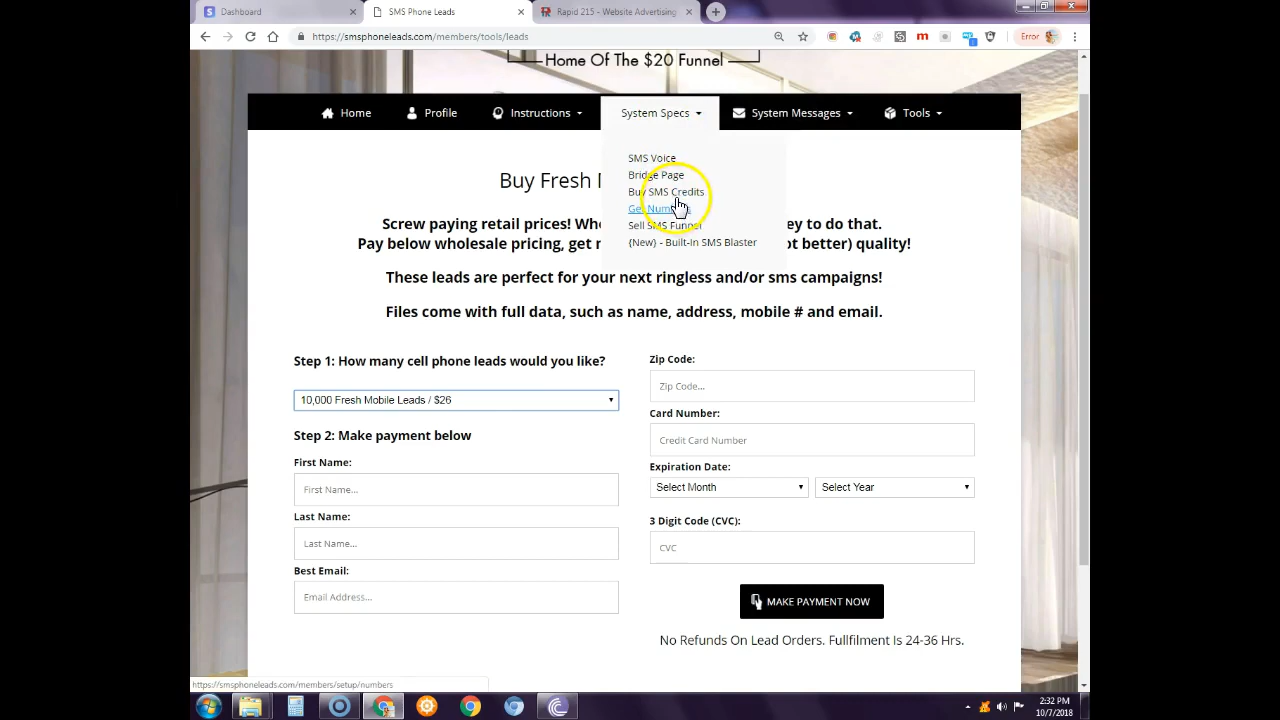 Dashboard
SMS Phone Leads
Rapid 215 - Website Advertising
https://smsphoneleads.com/members/tools/leads
Error
Home Of The $20 Funnel
Home
Profile
Instructions
System Specs
System Messages
Tools
SMS Voice
Bridge Page
Buy SMS Credits
Get
Sell SMS Funnel
{New} - Built-In SMS Blaster
Buy Fresh
Screw paying retail prices! ey to do that.
Pay below wholesale pricing, get ot better) quality!
These leads are perfect for your next ringless and/or sms campaigns!
Files come with full data, such as name, address, mobile # and email.
Step 1: How many cell phone leads would you like?
10,000 Fresh Mobile Leads / $26
Step 2: Make payment below
First Name:
First Name...
Last Name:
Last Name...
Best Email:
Email Address...
Zip Code:
Zip Code...
Card Number:
Credit Card Number
Expiration Date:
Select Month
Select Year
3 Digit Code (CVC):
CVC
MAKE PAYMENT NOW
No Refunds On Lead Orders. Fullfilment Is 24-36 Hrs.
https://smsphoneleads.com/members/setup/numbers
2:32 PM
10/7/2018